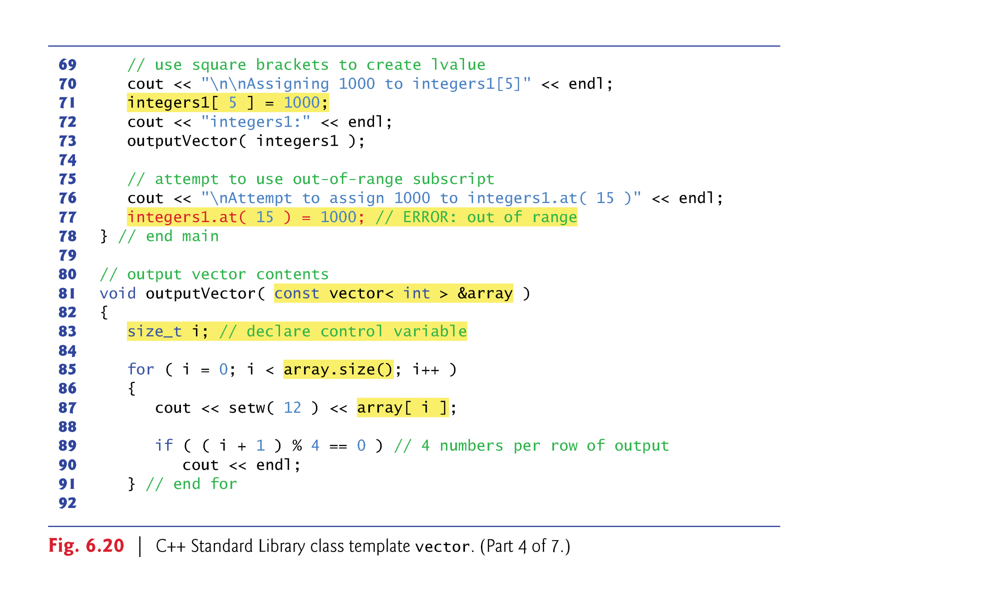 69 // use square brackets to create lvalue
70 cout << "\n\nAssigning 1000 to integers1[5]" << endl;
71 integers1[ 5 ] = 1000;
72 cout << "integers1:" << endl;
73 outputVector( integers1 );
74
75 // attempt to use out-of-range subscript
76 cout << "\nAttempt to assign 1000 to integers1.at( 15 )" << endl;
77 integers1.at( 15 ) = 1000; // ERROR: out of range
78 } // end main
79
80 // output vector contents
81 void outputVector( const vector< int > &array )
82 {
83 size_t i; // declare control variable
84
85 for ( i = 0; i < array.size(); i++ )
86 {
87 cout << setw( 12 ) << array[ i ];
88
89 if ( ( i + 1 ) % 4 == 0 ) // 4 numbers per row of output
90 cout << endl;
91 } // end for
92
Fig. 6.20 | C++ Standard Library class template vector. (Part 4 of 7.)